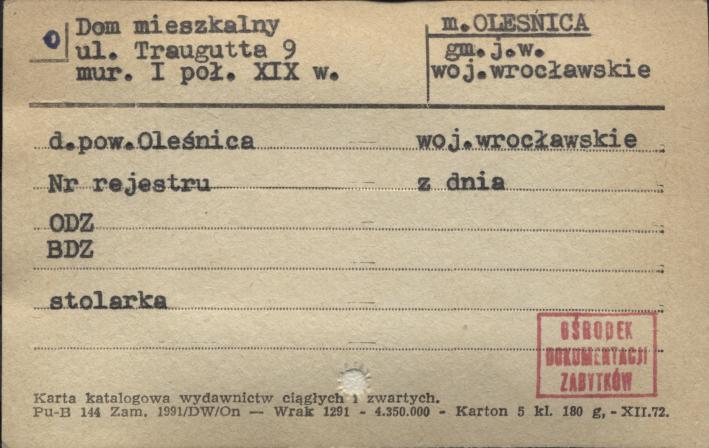 o
Dom mieszkalny
ul. Traugutta 9
mur. I poł. XIX w.
m. OLEŚNICA
gm.j.w.
woj.wrocławskie
d.pow.Oleśnica woj.wrocławskie
Nr rejestru z dnia
ODZ
BDZ
stolarka
OŚRODEK
DOKUMENTACJI
ZABYTKÓW
Karta katalogowa wydawnictw ciągłych i zwartych.
Pu-B 144 Zam. 1991/DW/On — Wrak 1291 - 4.350.000 - Karton 5 kl. 180 g, - XII.72.